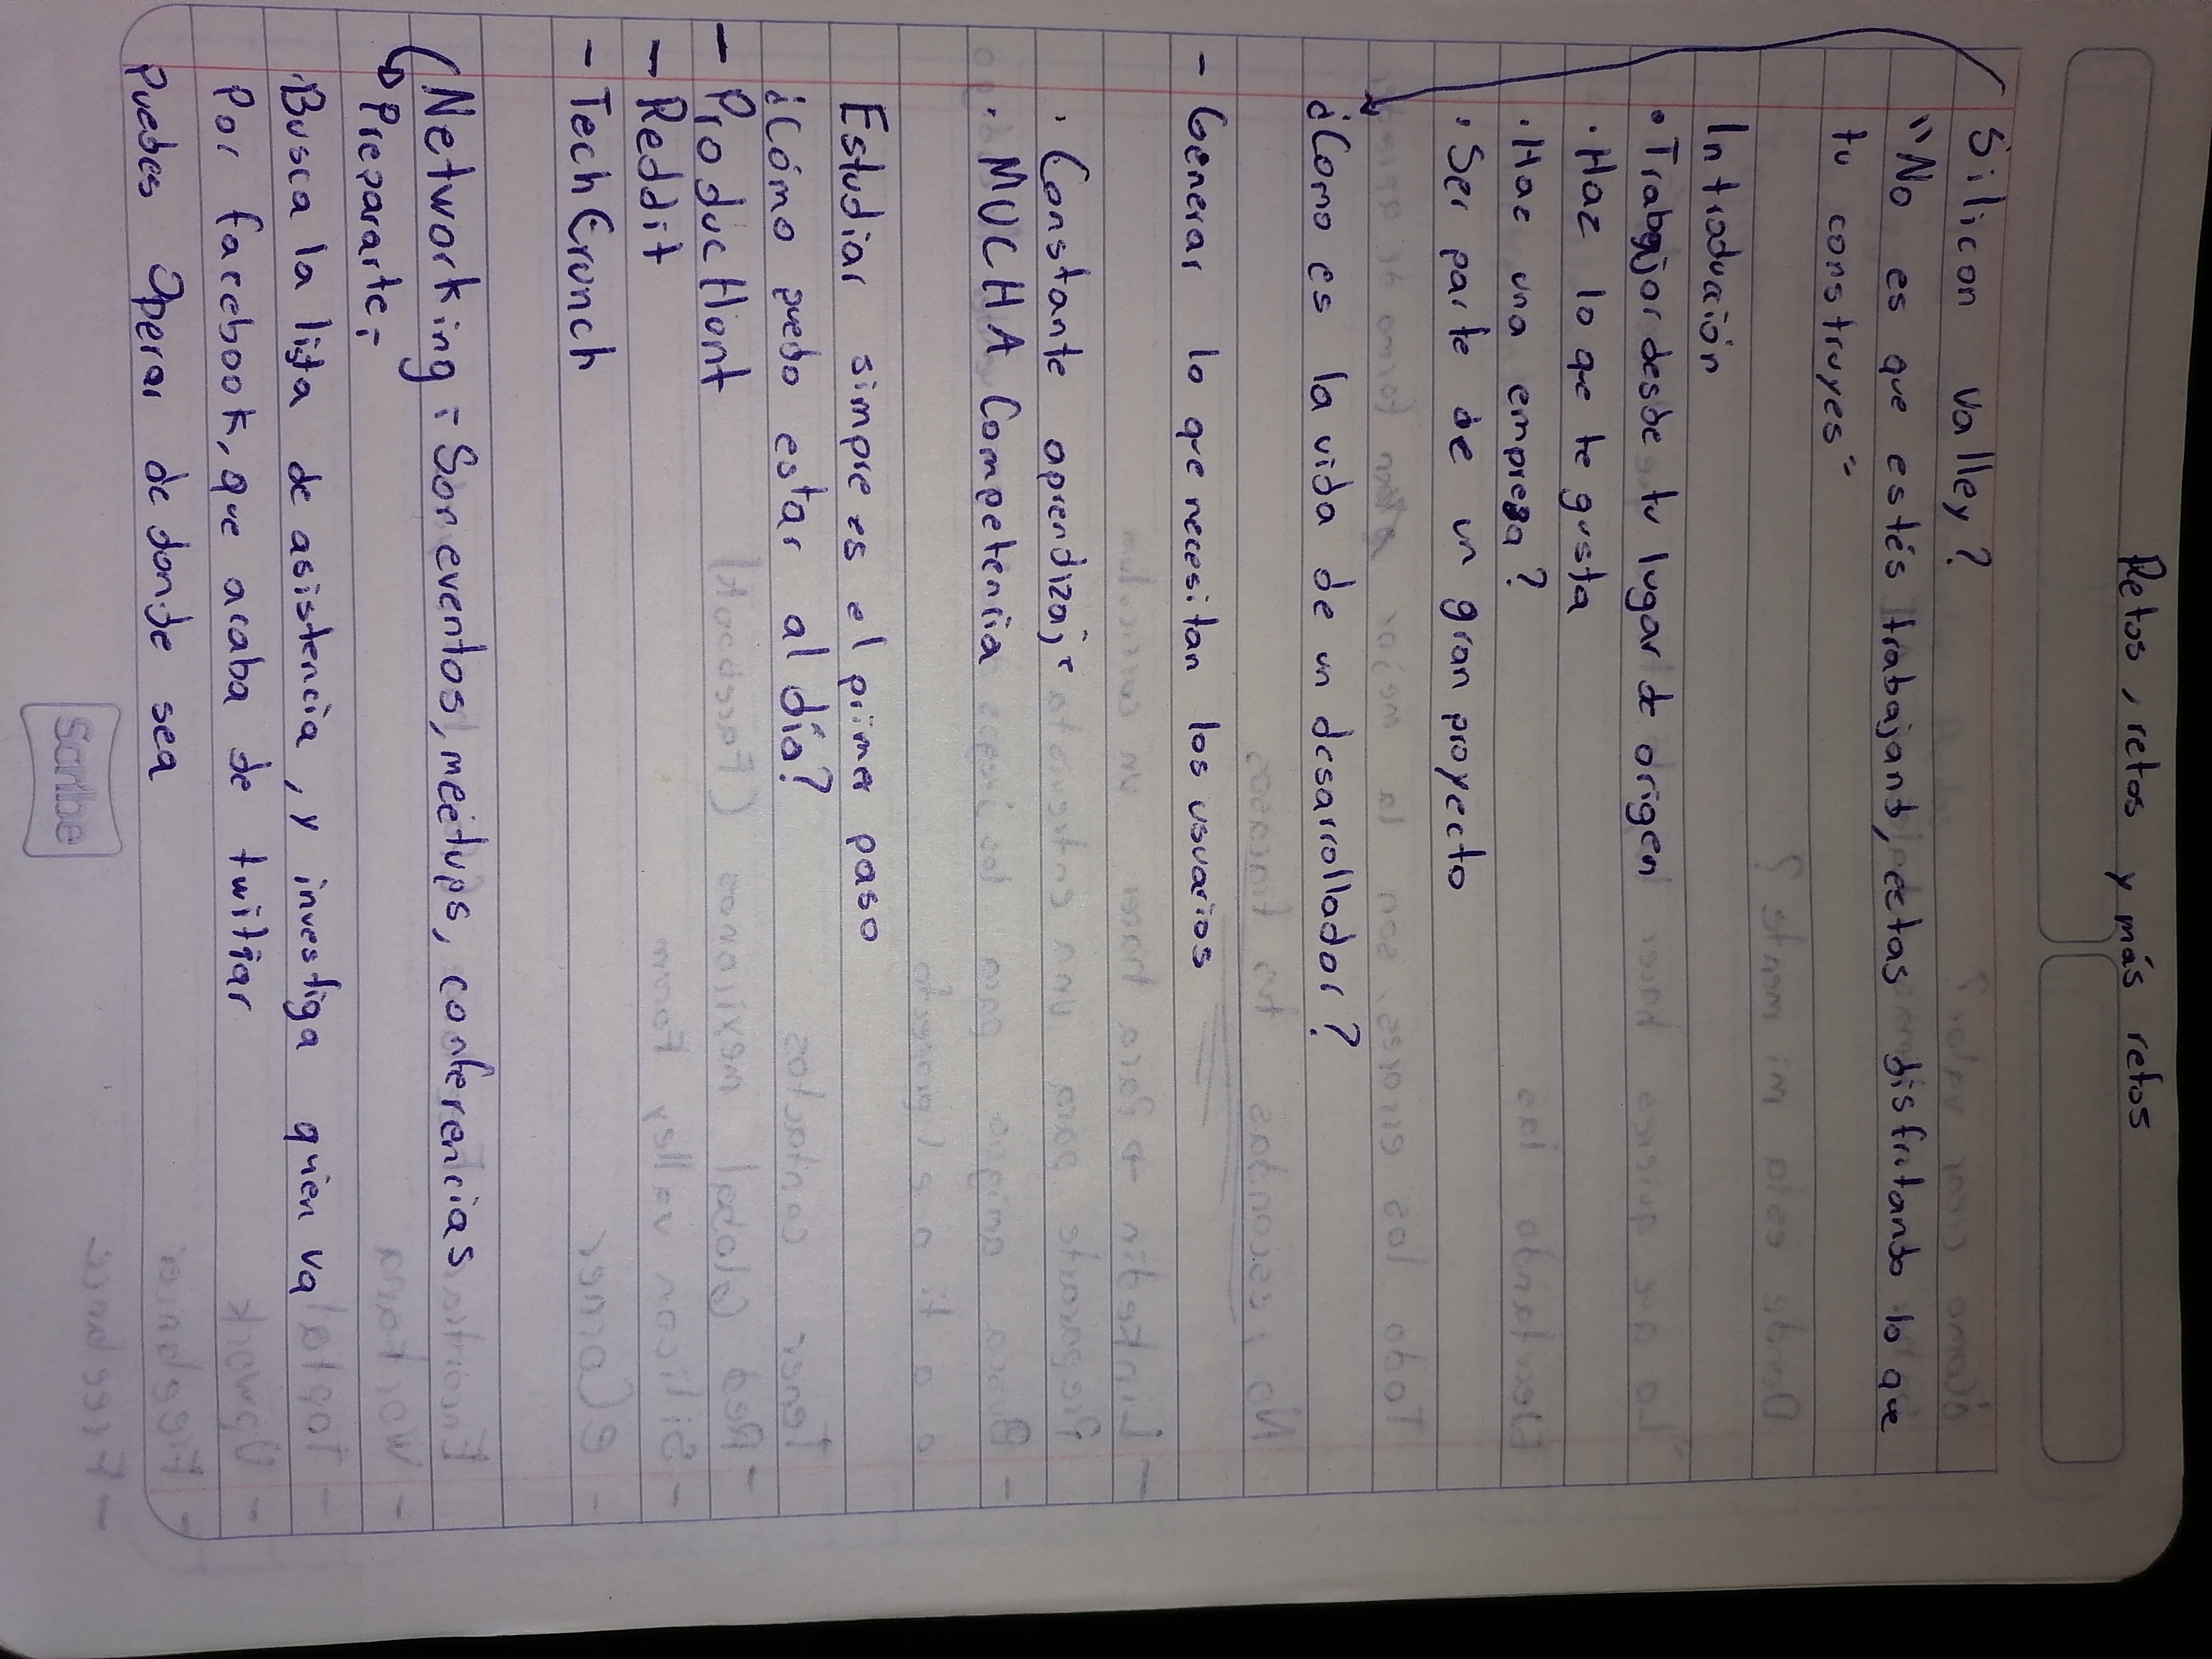 Retos, retos y más retos
Silicon valley?
"No es que estés trabajando, estas disfrutando lo que
tu construyes"
Introducción
• Trabajar desde tu lugar de origen
· Haz lo que te gusta
· Haz una empresa?
· Ser parte de un gran proyecto
¿Como es la vida de un desarrollador?
- Generar lo que necesitan los usuarios
· Constante aprendizaje
· MUCHA Competencia
Estudiar simpre es el primer paso
¿Cómo puedo estar al día?
- ProducHunt
- Reddit
- TechCrunch
Networking: Son eventos, meetups, conferencias
Prepararte:
·Busca la lista de asistencia, y investiga quien va
Por facebook, que acaba de twittiar
Puedes Operar de donde sea
Scribe